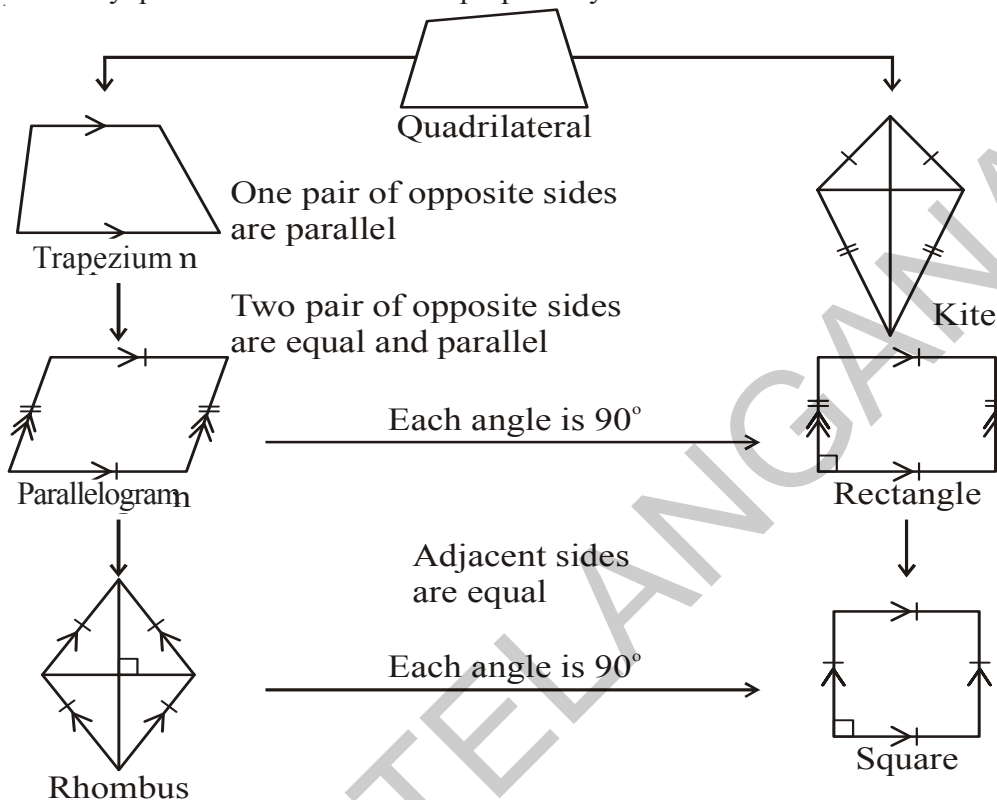 Quadrilateral
One pair of opposite sides
are parallel
Trapezium n
Two pair of opposite sides
are equal and parallel
Kite
Each angle is 90°
Parallelogram n
Rectangle
Adjacent sides
are equal
Each angle is 90°
Rhombus
Square
TELANGANA